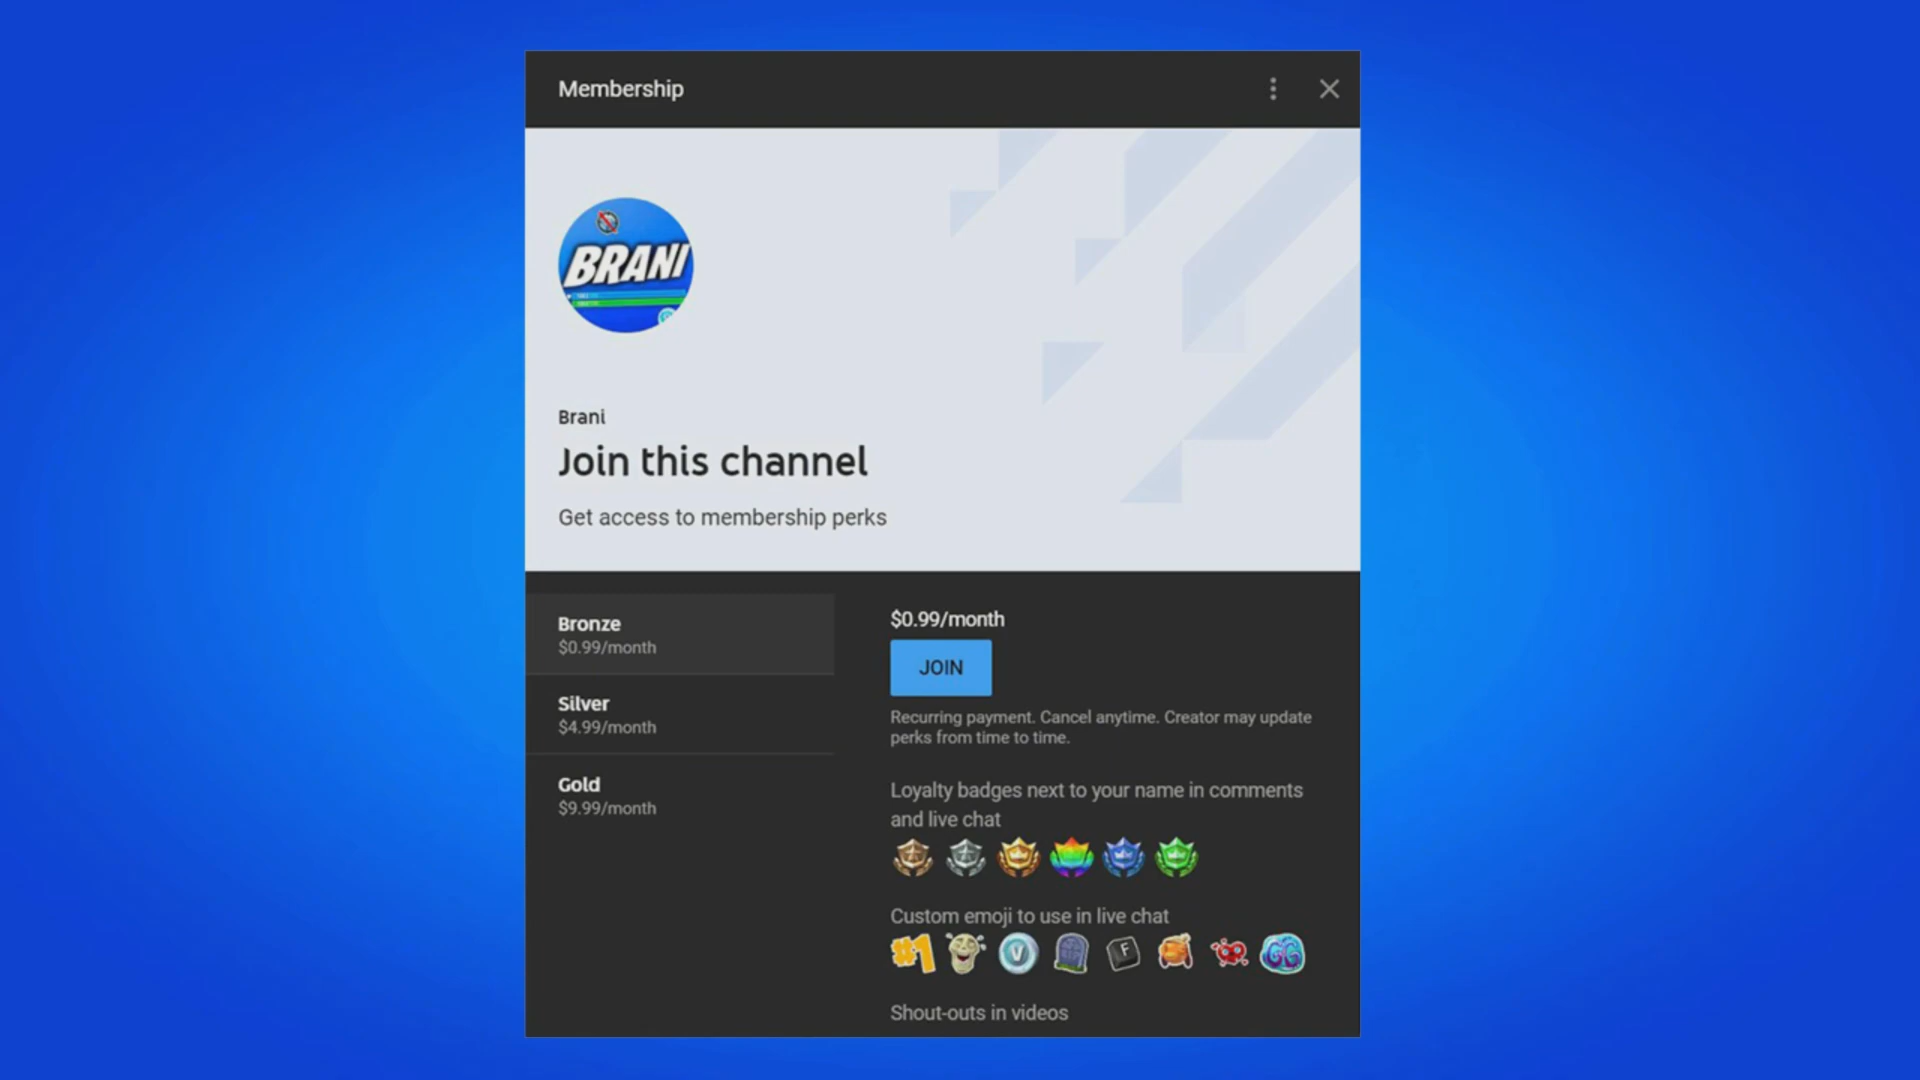 Membership
BRANI
Brani
Join this channel
Get access to membership perks
Bronze
$0.99/month
Silver
$4.99/month
Gold
$9.99/month
$0.99/month
JOIN
Recurring payment. Cancel anytime. Creator may update
perks from time to time.
Loyalty badges next to your name in comments
and live chat
Custom emoji to use in live chat
#1 V RIP F GG
Shout-outs in videos